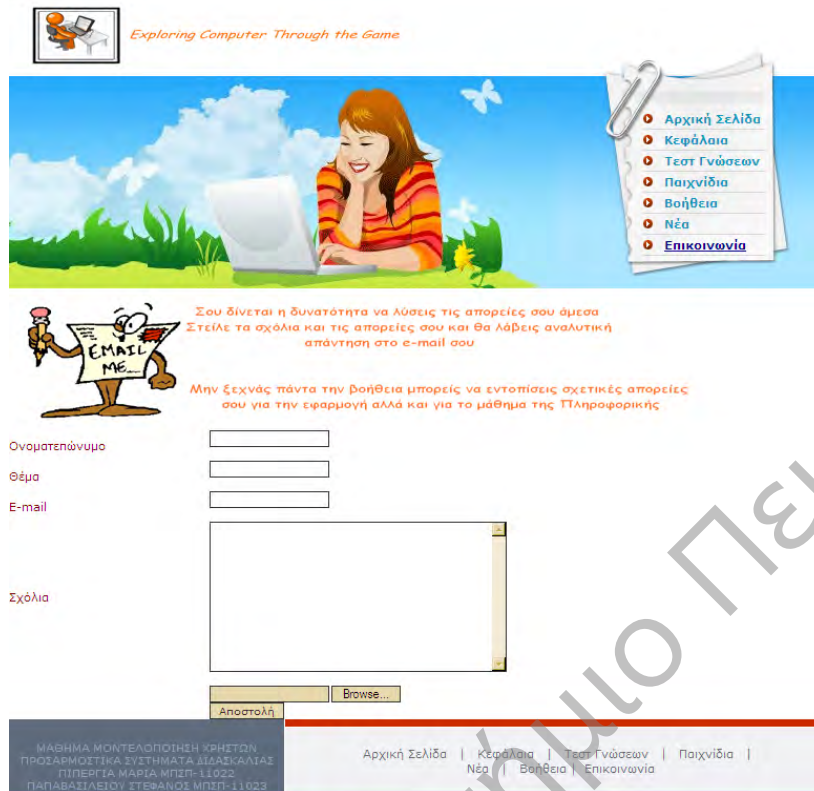 Exploring Computer Through the Game
Αρχική Σελίδα
Κεφάλαια
Τεστ Γνώσεων
Παιχνίδια
Βοήθεια
Νέα
Επικοινωνία
EMAIL
ME
Σου δίνεται η δυνατότητα να λύσεις τις απορείες σου άμεσα
Στείλε τα σχόλια και τις απορείες σου και θα λάβεις αναλυτική
απάντηση στο e-mail σου
Μην ξεχνάς πάντα την βοήθεια μπορείς να εντοπίσεις σχετικές απορείες
σου για την εφαρμογή αλλά και για το μάθημα της Πληροφορικής
Ονοματεπώνυμο
Θέμα
E-mail
Σχόλια
Browse...
Αποστολή
ΜΑΘΗΜΑ ΜΟΝΤΕΛΟΠΟΙΗΣΗ ΧΡΗΣΤΩΝ
ΠΡΟΣΑΡΜΟΣΤΙΚΑ ΣΥΣΤΗΜΑΤΑ ΔΙΔΑΣΚΑΛΙΑΣ
ΠΙΠΕΡΓΙΑ ΜΑΡΙΑ ΜΠΣΠ-11022
ΠΑΠΑΒΑΣΙΛΕΙΟΥ ΣΤΕΦΑΝΟΣ ΜΠΣΠ-11023
Αρχική Σελίδα | Κεφάλαια | Τεστ Γνώσεων | Παιχνίδια |
Νέα | Βοήθεια | Επικοινωνία